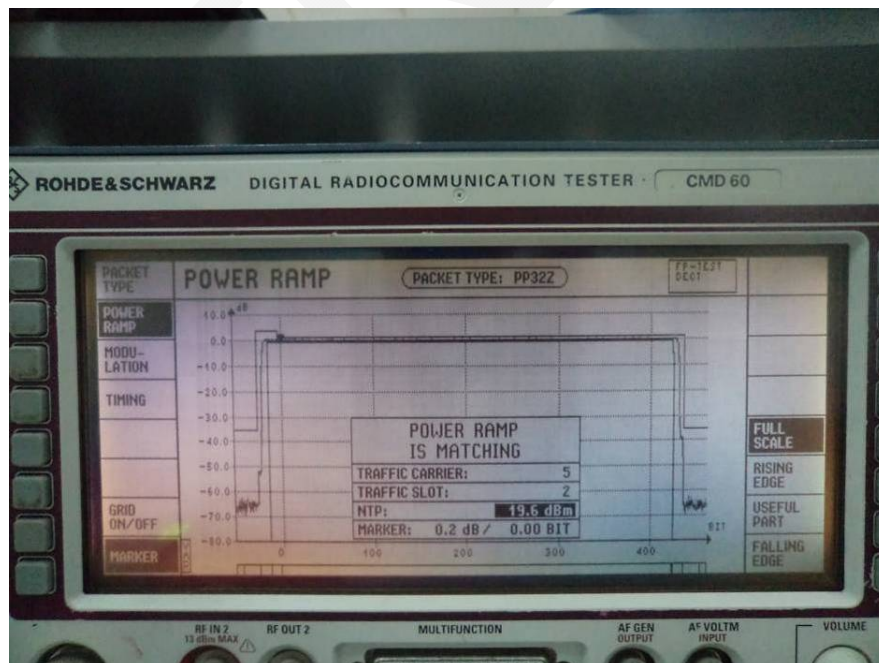 ROHDE&SCHWARZ DIGITAL RADIOCOMMUNICATION TESTER · CMD 60
PACKET TYPE
POWER RAMP
PACKET TYPE: PP32Z
DECT
POWER RAMP
MODU-
LATION
TIMING
GRID ON/OFF
MARKER
10.0 dB
0.0
-10.0
-20.0
-30.0
-40.0
-50.0
-60.0
-70.0
-80.0
POWER RAMP
IS MATCHING
TRAFFIC CARRIER: 5
TRAFFIC SLOT: 2
NTP: 19.6 dBm
MARKER: 0.2 dB / 0.00 BIT
0 100 200 300 400 BIT
FULL SCALE
RISING EDGE
USEFUL PART
FALLING EDGE
RF IN 2
13 dBm MAX
RF OUT 2
MULTIFUNCTION
AF GEN
OUTPUT
AF VOLTM
INPUT
VOLUME